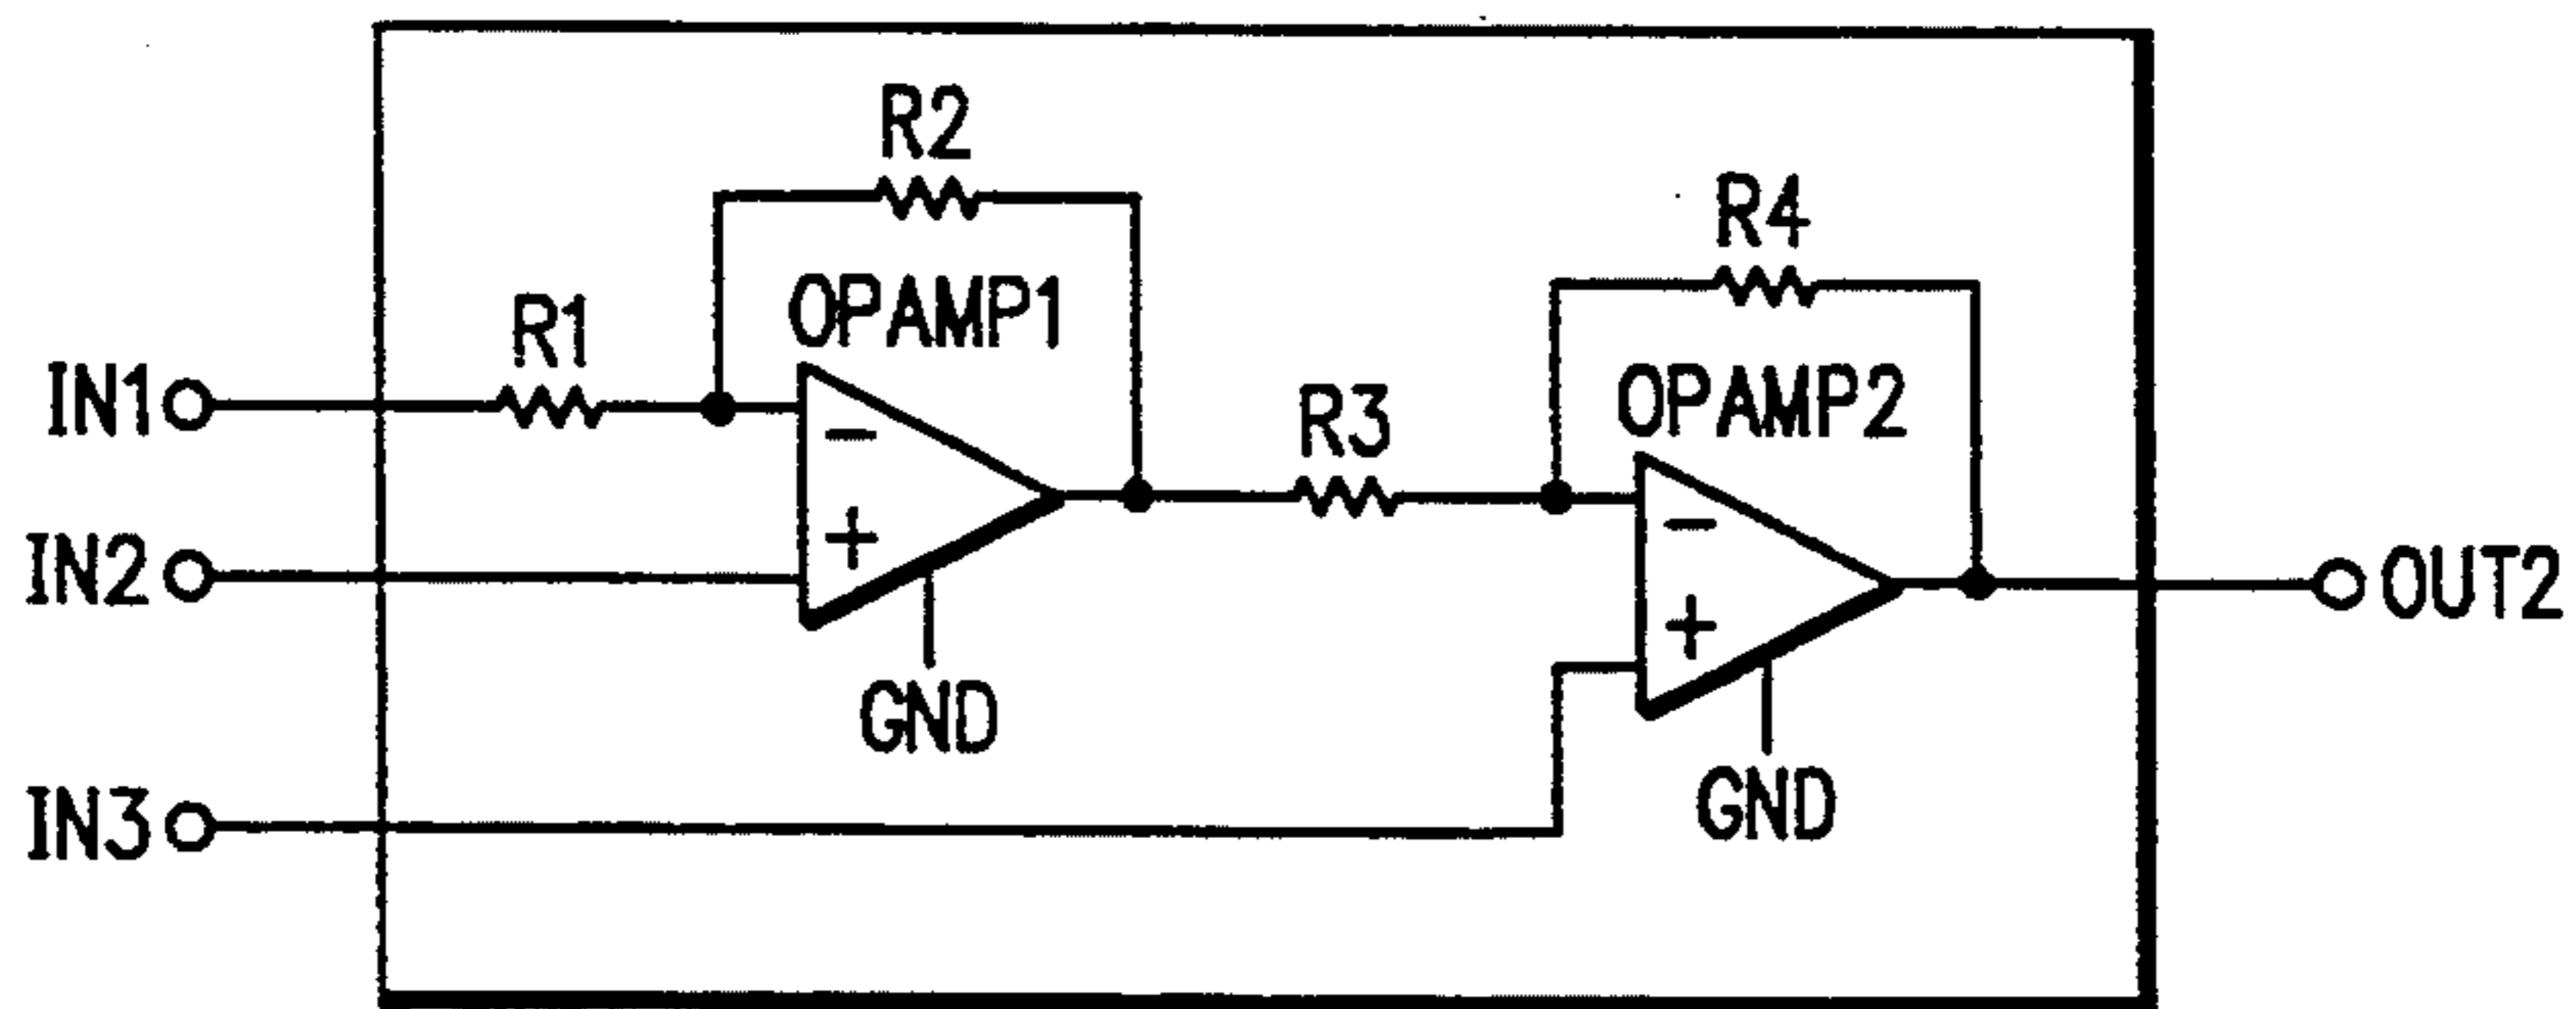 R2
R4
OPAMP1
R1
IN1
OPAMP2
R3
−
−
+
IN2
OUT2
+
GND
GND
IN3